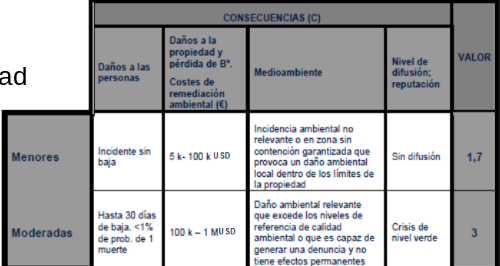 CONSECUENCIAS (C)
Daños a las
personas
Daños a la
propiedad y
pérdida de Bº.
Costes de
remediación
ambiental (€)
Medioambiente
Nivel de
difusión;
reputación
VALOR
ad
Menores
Incidente sin
baja
5 k- 100 k USD
Incidencia ambiental no
relevante o en zona sin
contención garantizada que
provoca un daño ambiental
local dentro de los límites de
la propiedad
Sin difusión
1,7
Moderadas
Hasta 30 días
de baja. <1%
de prob. de 1
muerte
100 k – 1 MUSD
Daño ambiental relevante
que excede los niveles de
referencia de calidad
ambiental o que es capaz de
generar una denuncia y no
tiene efectos permanentes
Crisis de
nivel verde
3